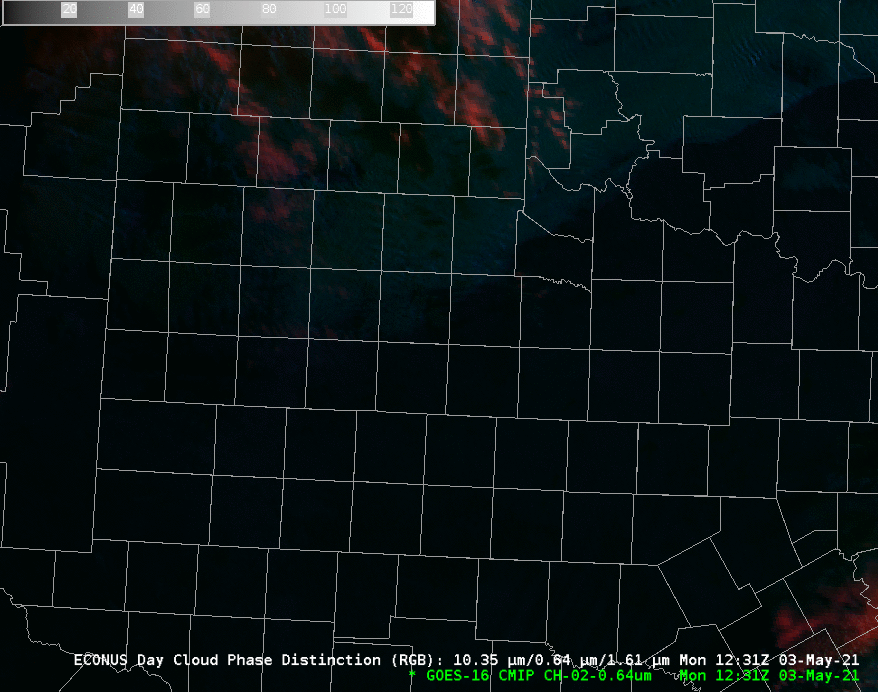 20 40 60 80 100 120
ECONUS Day Cloud Phase Distinction (RGB): 10.35 µm/0.64 µm/1.61 µm Mon 12:31Z 03-May-21
* GOES-16 CMIP CH-02-0.64um Mon 12:31Z 03-May-21